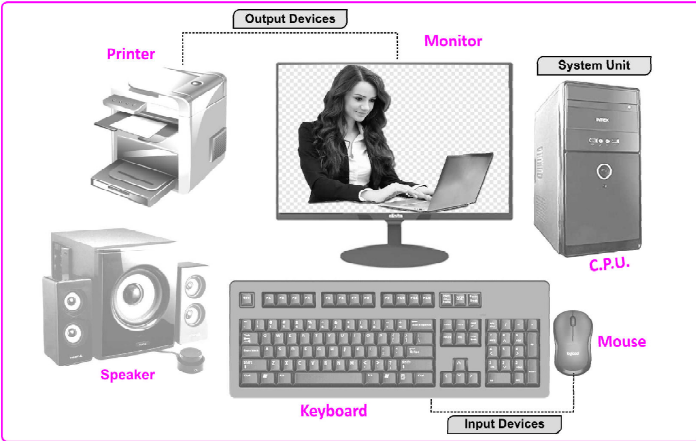 Output Devices
Printer
Monitor
System Unit
C.P.U.
Speaker
Mouse
Keyboard
Input Devices